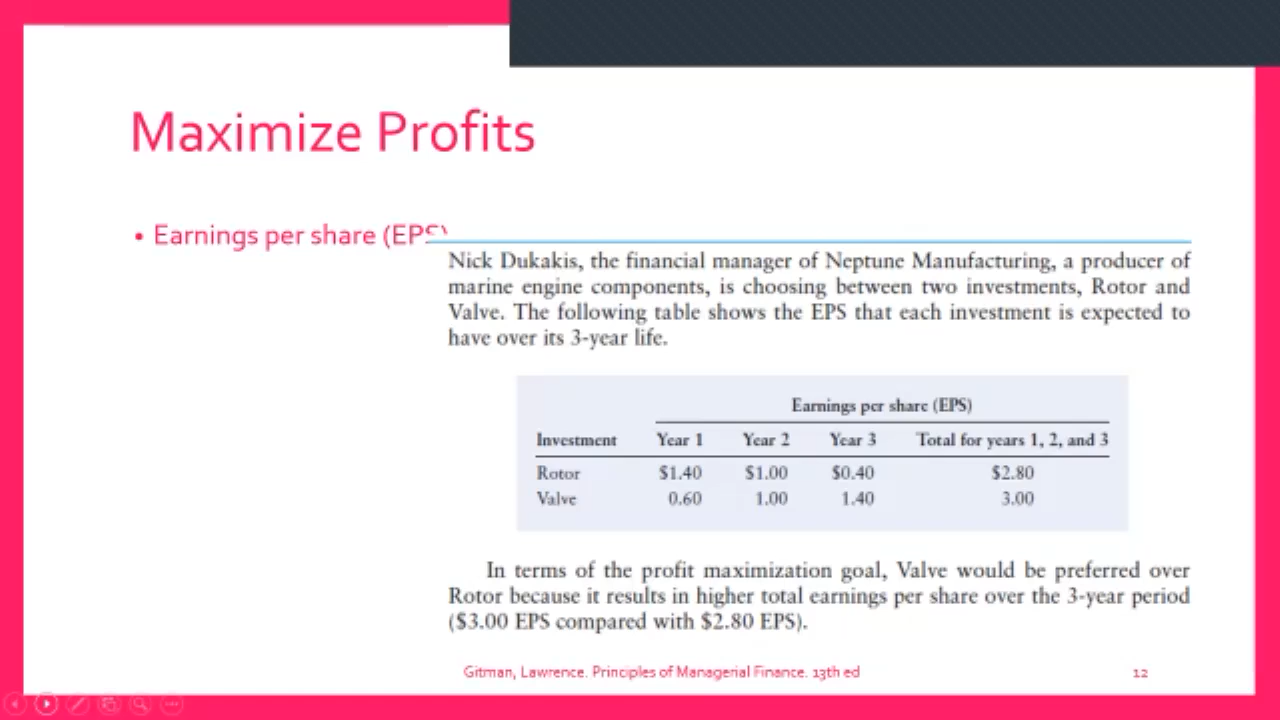 Maximize Profits
• Earnings per share (EPS)
Nick Dukakis, the financial manager of Neptune Manufacturing, a producer of
marine engine components, is choosing between two investments, Rotor and
Valve. The following table shows the EPS that each investment is expected to
have over its 3-year life.
Earnings per share (EPS)
Investment Year 1 Year 2 Year 3 Total for years 1, 2, and 3
Rotor $1.40 $1.00 $0.40 $2.80
Valve 0.60 1.00 1.40 3.00
In terms of the profit maximization goal, Valve would be preferred over
Rotor because it results in higher total earnings per share over the 3-year period
($3.00 EPS compared with $2.80 EPS).
Gitman, Lawrence. Principles of Managerial Finance. 13th ed 12